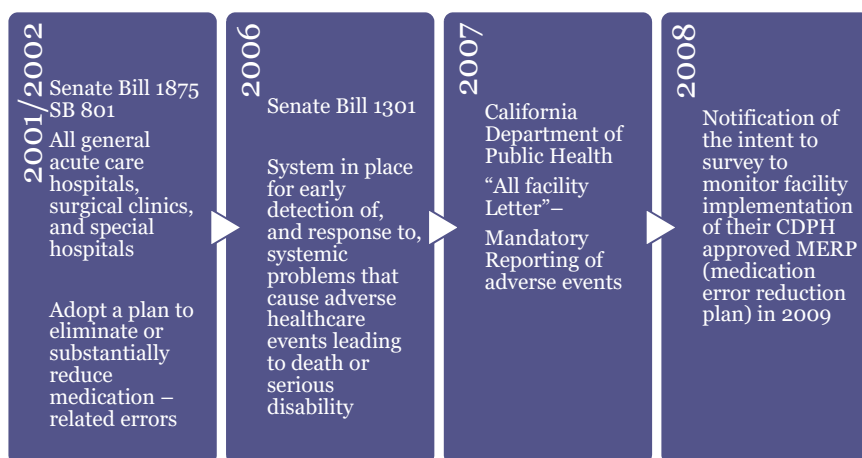 2001/2002
Senate Bill 1875
SB 801
All general
acute care
hospitals,
surgical clinics,
and special
hospitals
Adopt a plan to
eliminate or
substantially
reduce
medication –
related errors
2006
Senate Bill 1301
System in place
for early
detection of,
and response to,
systemic
problems that
cause adverse
healthcare
events leading
to death or
serious
disability
2007
California
Department of
Public Health
“All facility
Letter”–
Mandatory
Reporting of
adverse events
2008
Notification of
the intent to
survey to
monitor facility
implementation
of their CDPH
approved MERP
(medication
error reduction
plan) in 2009